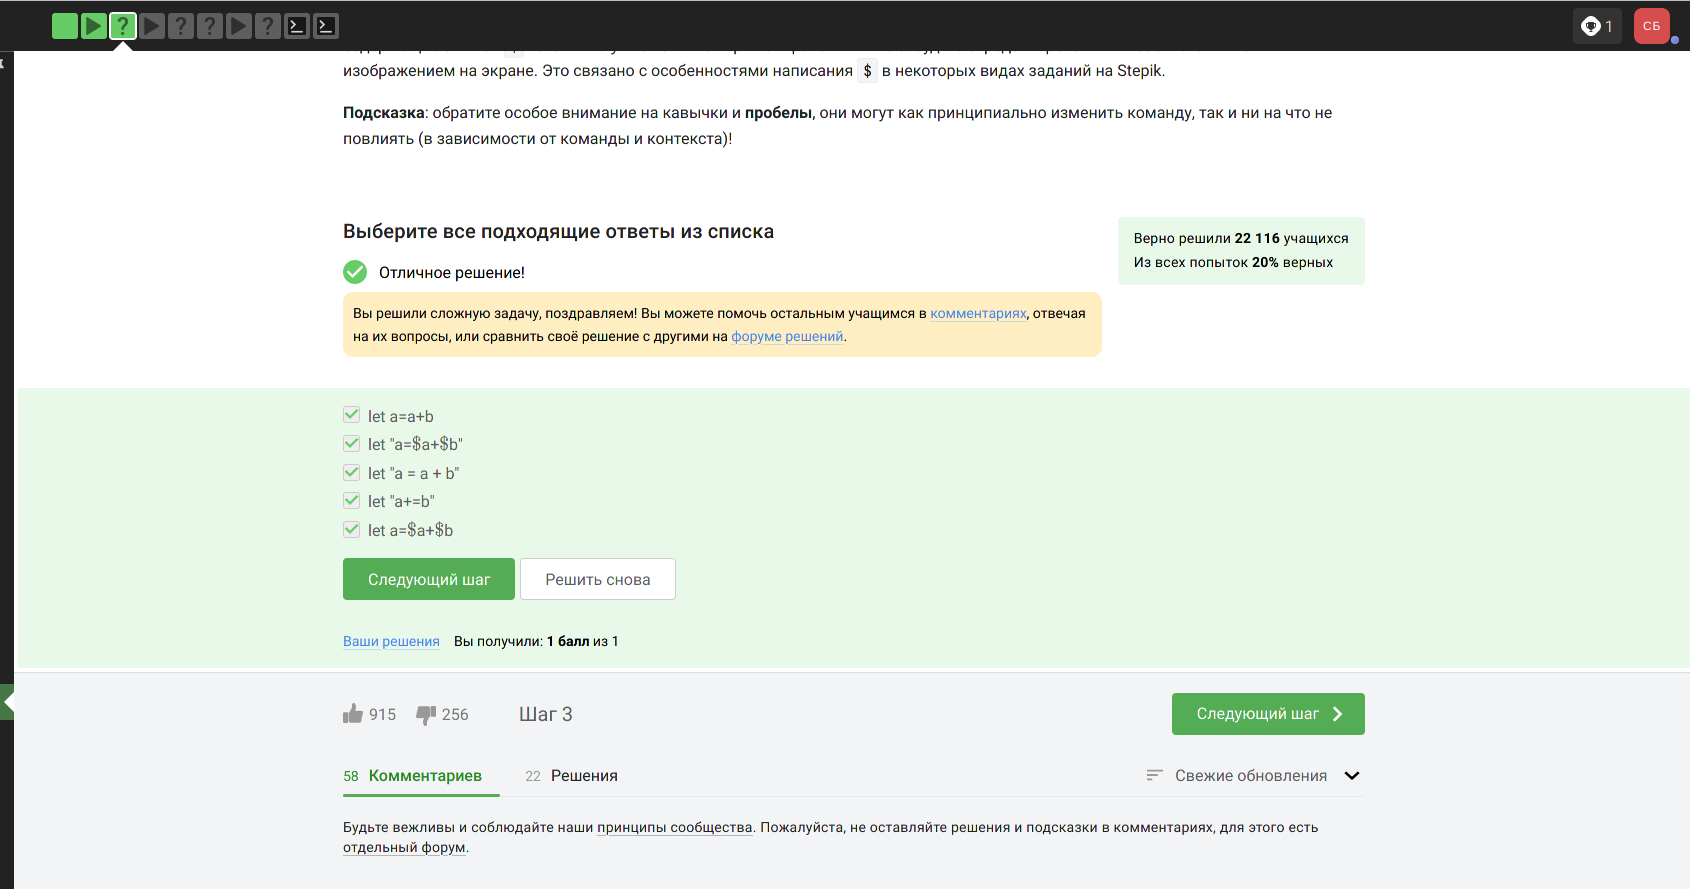 1
СБ
изображением на экране. Это связано с особенностями написания $ в некоторых видах заданий на Stepik.
Подсказка: обратите особое внимание на кавычки и пробелы, они могут как принципиально изменить команду, так и ни на что не
повлиять (в зависимости от команды и контекста)!
Выберите все подходящие ответы из списка
Верно решили 22 116 учащихся
Из всех попыток 20% верных
Отличное решение!
Вы решили сложную задачу, поздравляем! Вы можете помочь остальным учащимся в комментариях, отвечая
на их вопросы, или сравнить своё решение с другими на форуме решений.
let a=a+b
let "a=$a+$b"
let "a = a + b"
let "a+=b"
let a=$a+$b
Следующий шаг
Решить снова
Ваши решения Вы получили: 1 балл из 1
915 256 Шаг 3
Следующий шаг
58 Комментариев 22 Решения
Свежие обновления
Будьте вежливы и соблюдайте наши принципы сообщества. Пожалуйста, не оставляйте решения и подсказки в комментариях, для этого есть
отдельный форум.